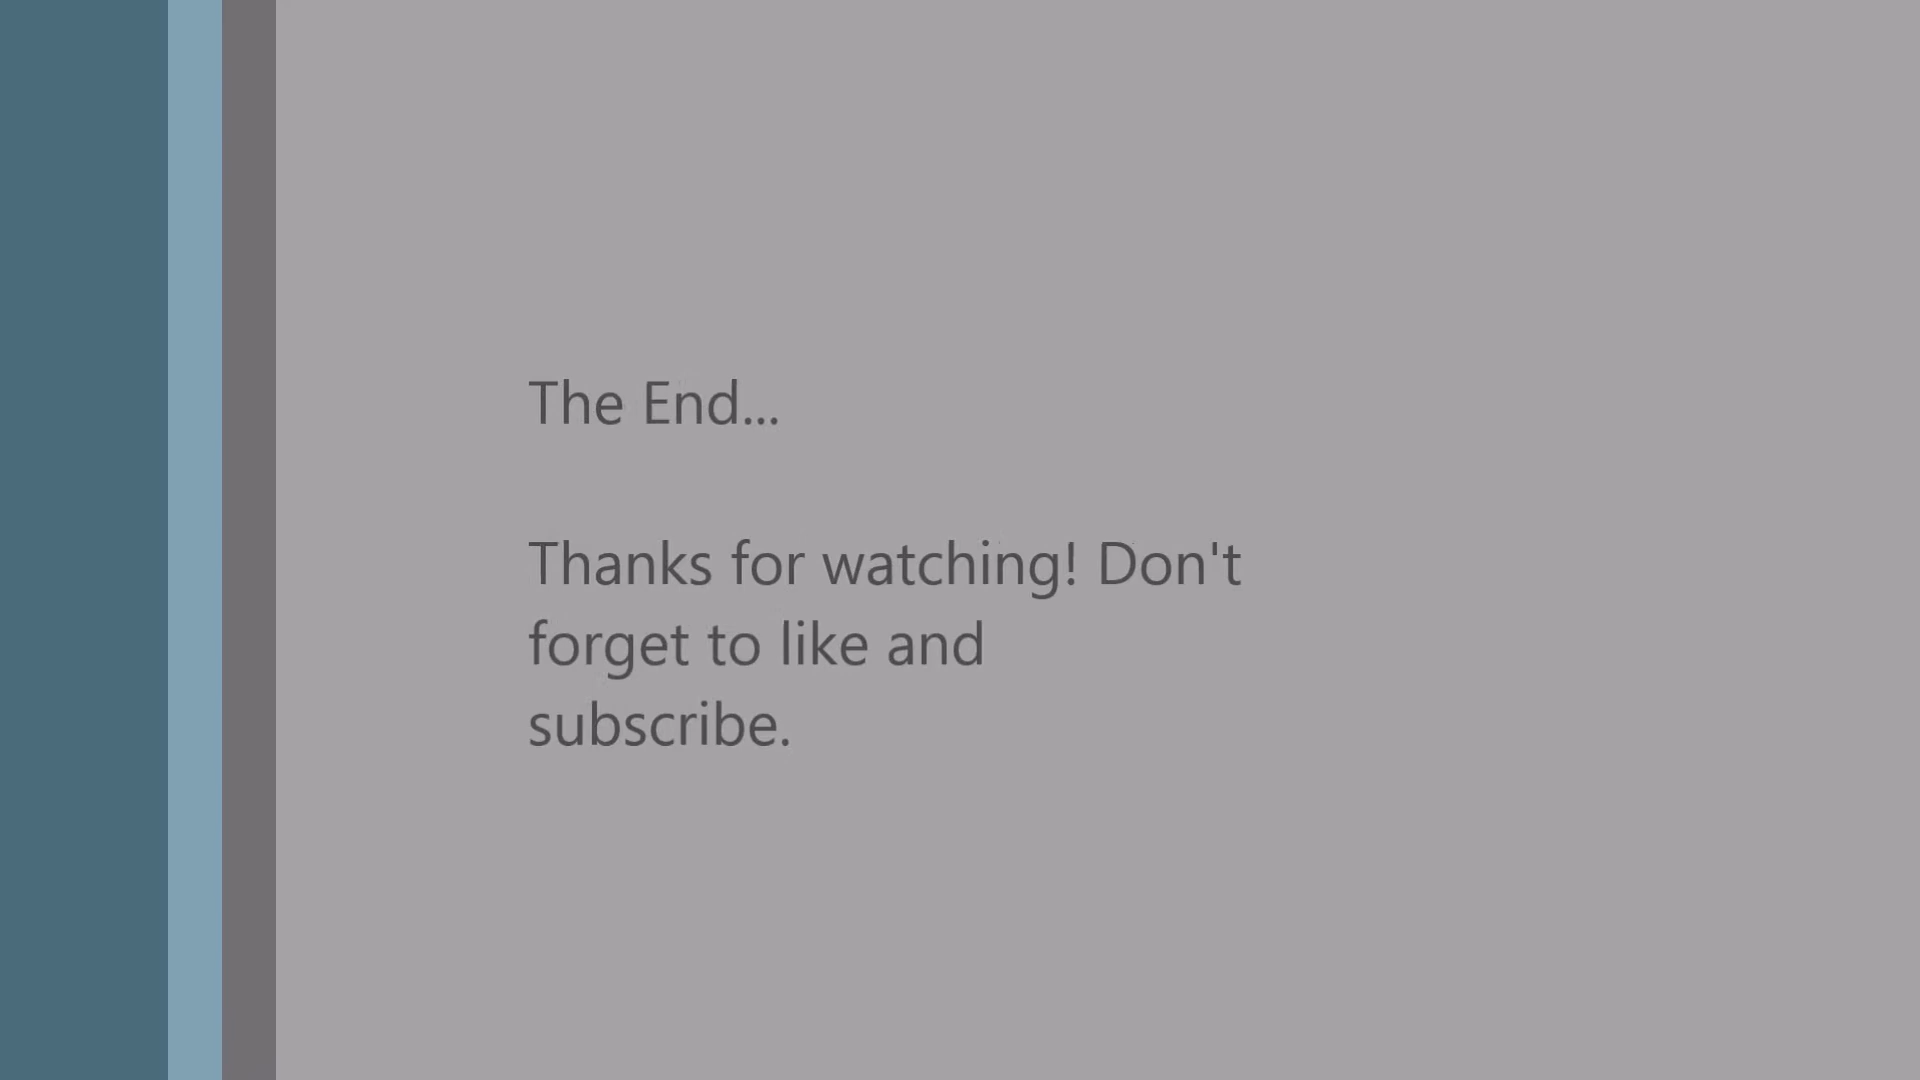 The End...
Thanks for watching! Don't
forget to like and
subscribe.